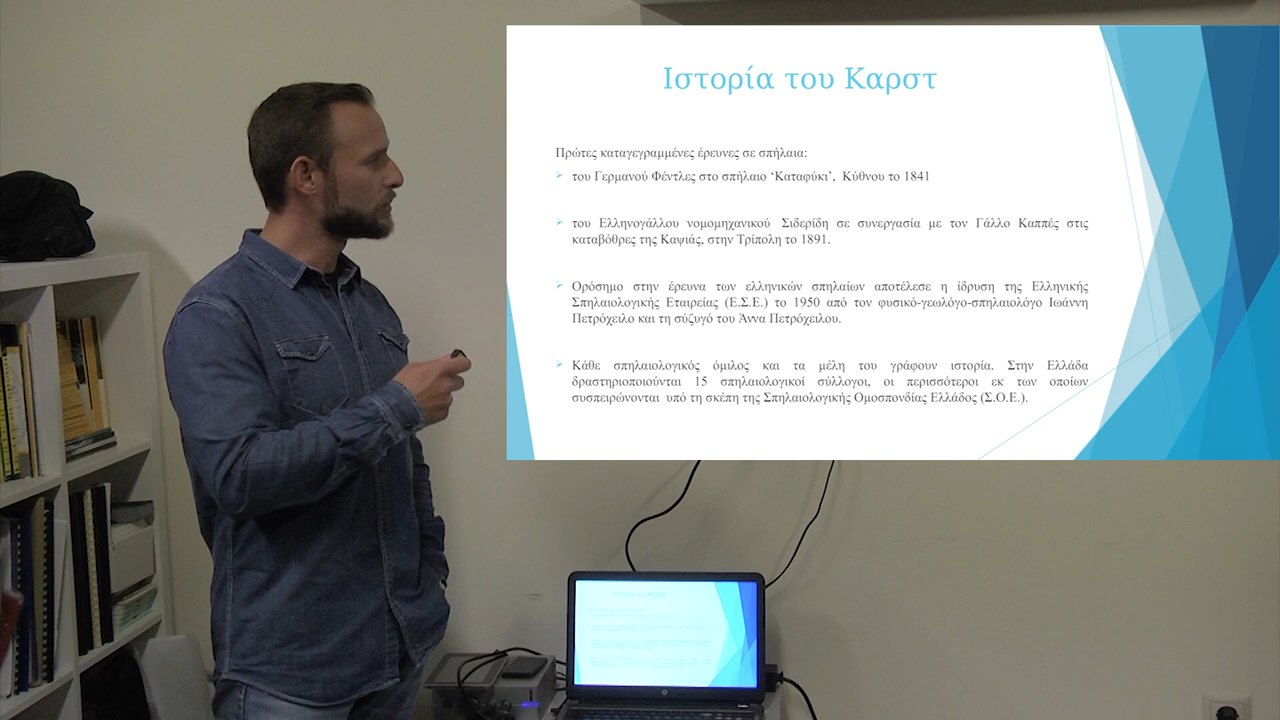 Ιστορία του Καρστ
Πρώτες καταγεγραμμένες έρευνες σε σπήλαια:
του Γερμανού Φέντλες στο σπήλαιο ‘Καταφύκι’, Κύθνου το 1841
του Ελληνογάλλου νομομηχανικού Σιδερίδη σε συνεργασία με τον Γάλλο Καππές στις
καταβόθρες της Καψιάς, στην Τρίπολη το 1891.
Ορόσημο στην έρευνα των ελληνικών σπηλαίων αποτέλεσε η ίδρυση της Ελληνικής
Σπηλαιολογικής Εταιρείας (Ε.Σ.Ε.) το 1950 από τον φυσικό-γεωλόγο-σπηλαιολόγο Ιωάννη
Πετρόχειλο και τη σύζυγό του Άννα Πετρόχειλου.
Κάθε σπηλαιολογικός όμιλος και τα μέλη του γράφουν ιστορία. Στην Ελλάδα
δραστηριοποιούνται 15 σπηλαιολογικοί σύλλογοι, οι περισσότεροι εκ των οποίων
συσπειρώνονται υπό τη σκέπη της Σπηλαιολογικής Ομοσπονδίας Ελλάδος (Σ.Ο.Ε.).